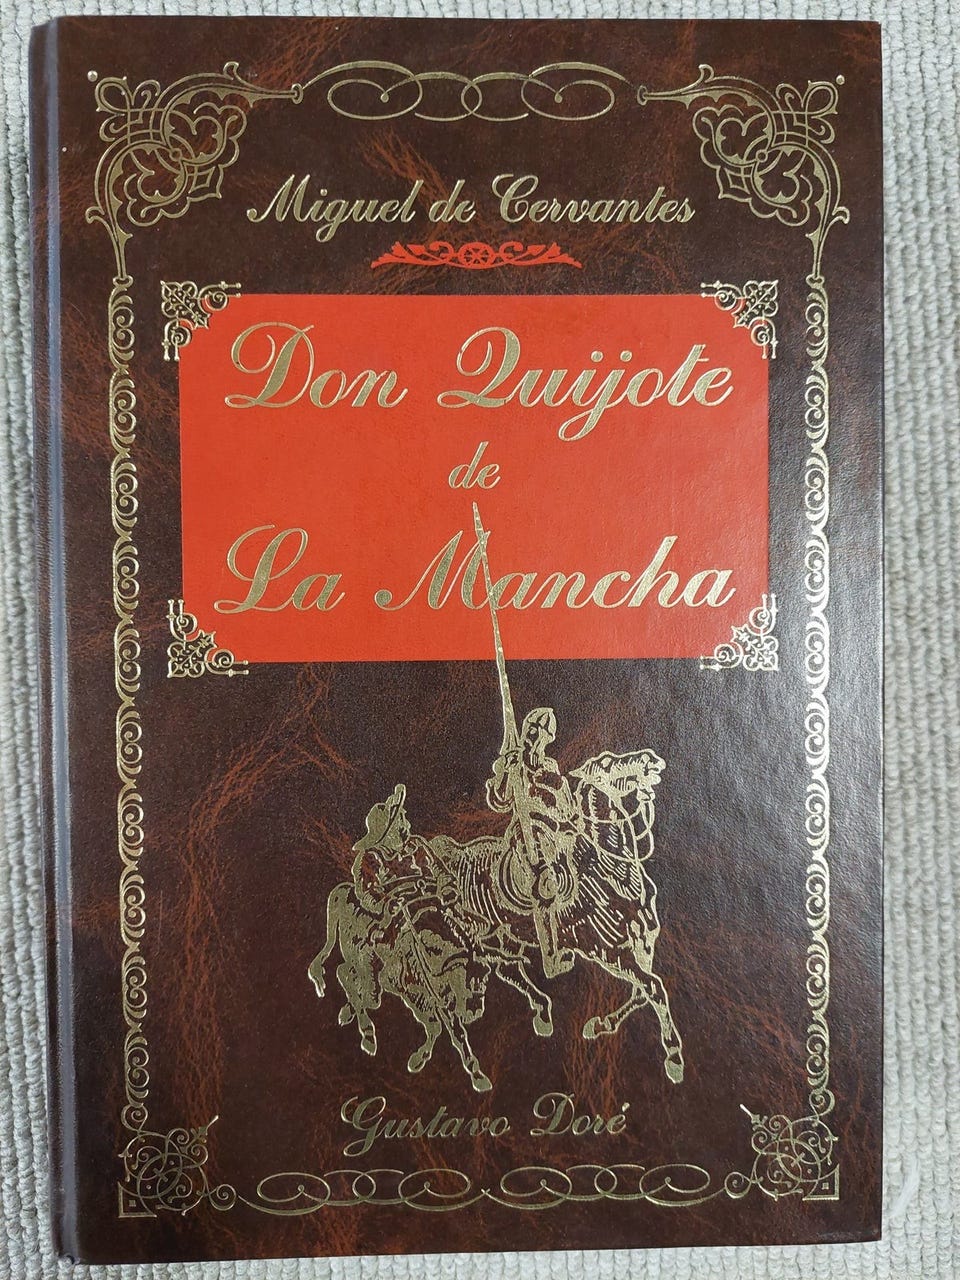 Miguel de Cervantes
Don Quijote
de
La Mancha
Gustavo Doré